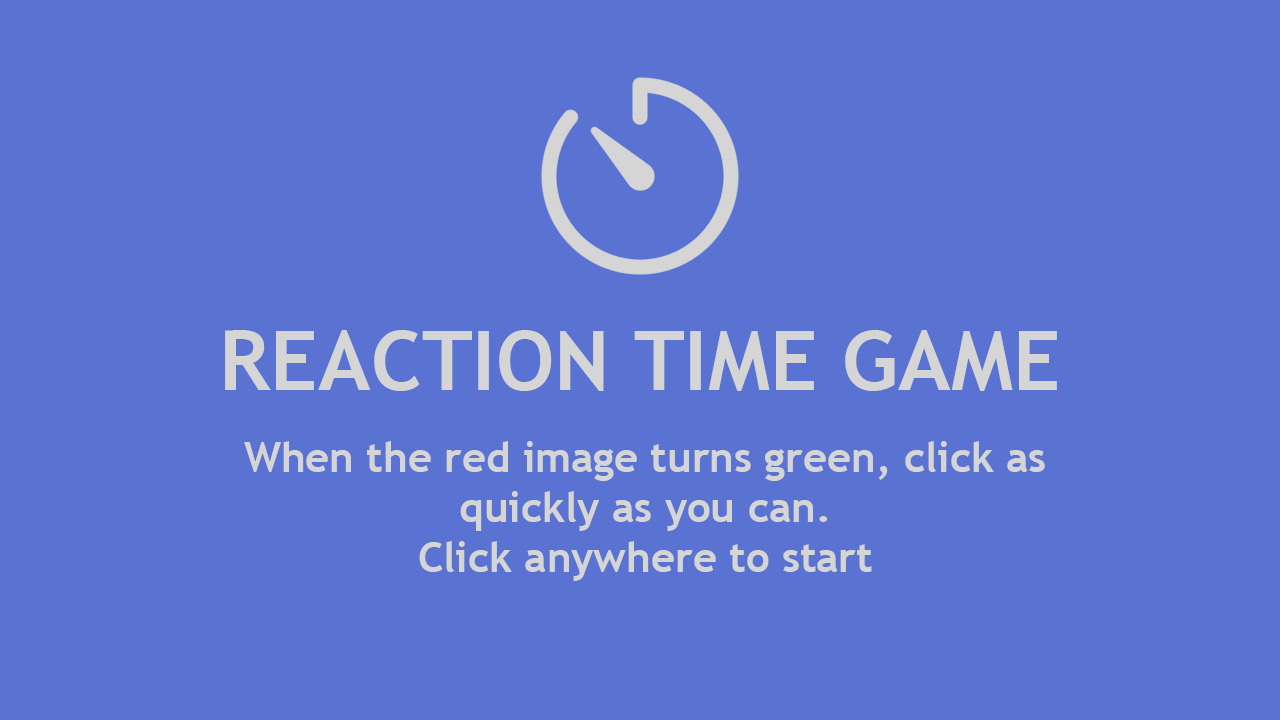 REACTION TIME GAME
When the red image turns green, click as
quickly as you can.
Click anywhere to start